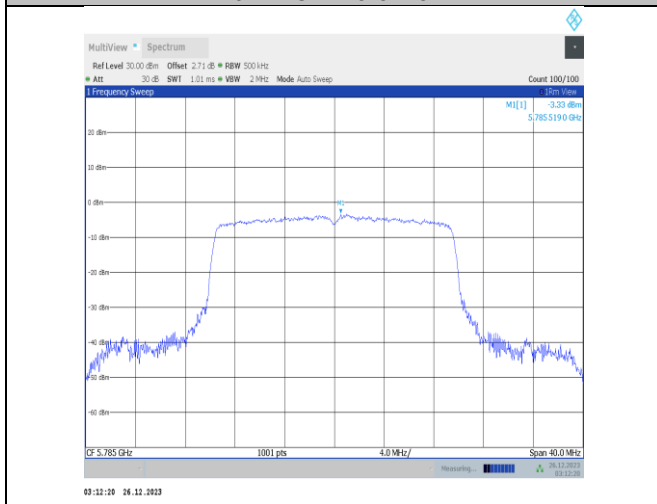 MultiView Spectrum
Ref Level 30.00 dBm Offset 2.71 dB RBW 500 kHz
Att 30 dB SWT 1.01 ms VBW 2 MHz Mode Auto Sweep Count 100/100
1 Frequency Sweep 1Rm View
M1[1] -3.33 dBm
5.7855190 GHz
20 dBm
10 dBm
0 dBm
M1
-10 dBm
-20 dBm
-30 dBm
-40 dBm
-50 dBm
-60 dBm
CF 5.785 GHz 1001 pts 4.0 MHz/ Span 40.0 MHz
Measuring... 26.12.2023
03:12:20
03:12:20 26.12.2023